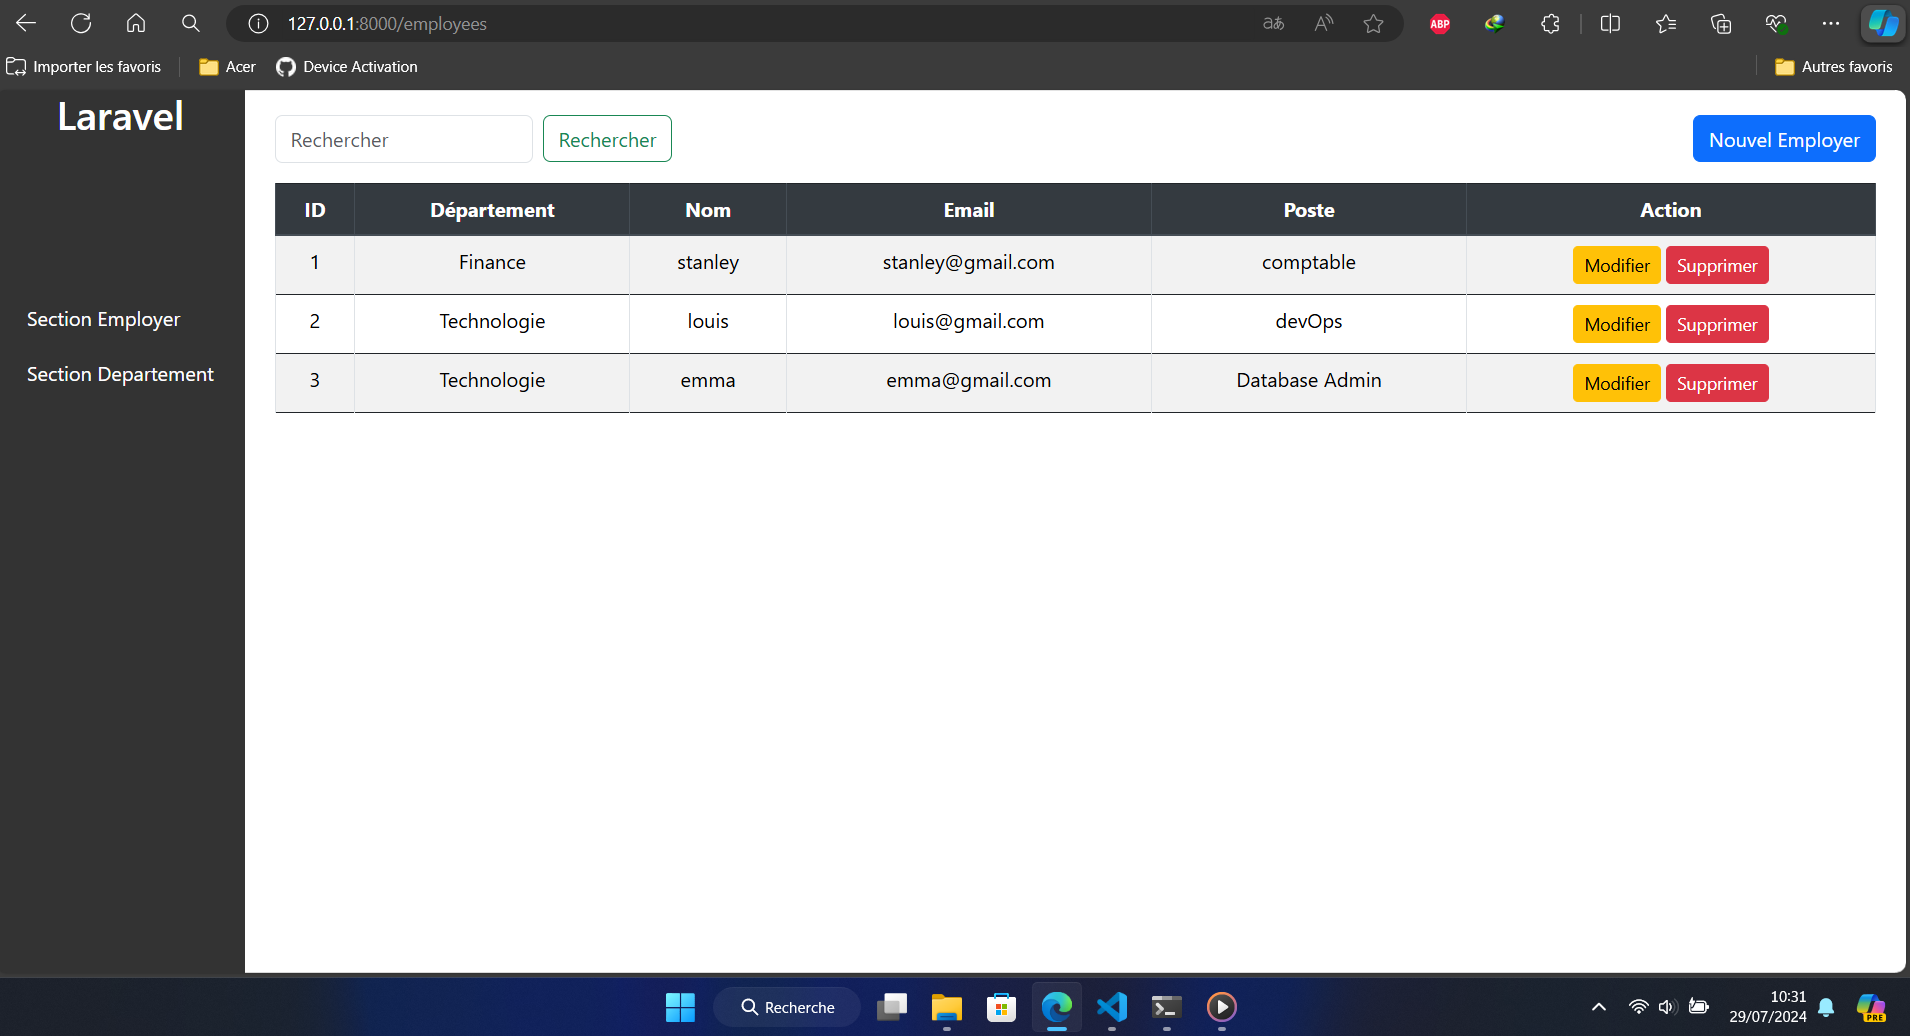 127.0.0.1:8000/employees
aあ
A
ABP
Importer les favoris
Acer
Device Activation
Autres favoris
Laravel
Section Employer
Section Departement
Rechercher
Rechercher
Nouvel Employer
ID Département Nom Email Poste Action
1 Finance stanley stanley@gmail.com comptable Modifier Supprimer
2 Technologie louis louis@gmail.com devOps Modifier Supprimer
3 Technologie emma emma@gmail.com Database Admin Modifier Supprimer
Recherche
10:31
29/07/2024
PRE